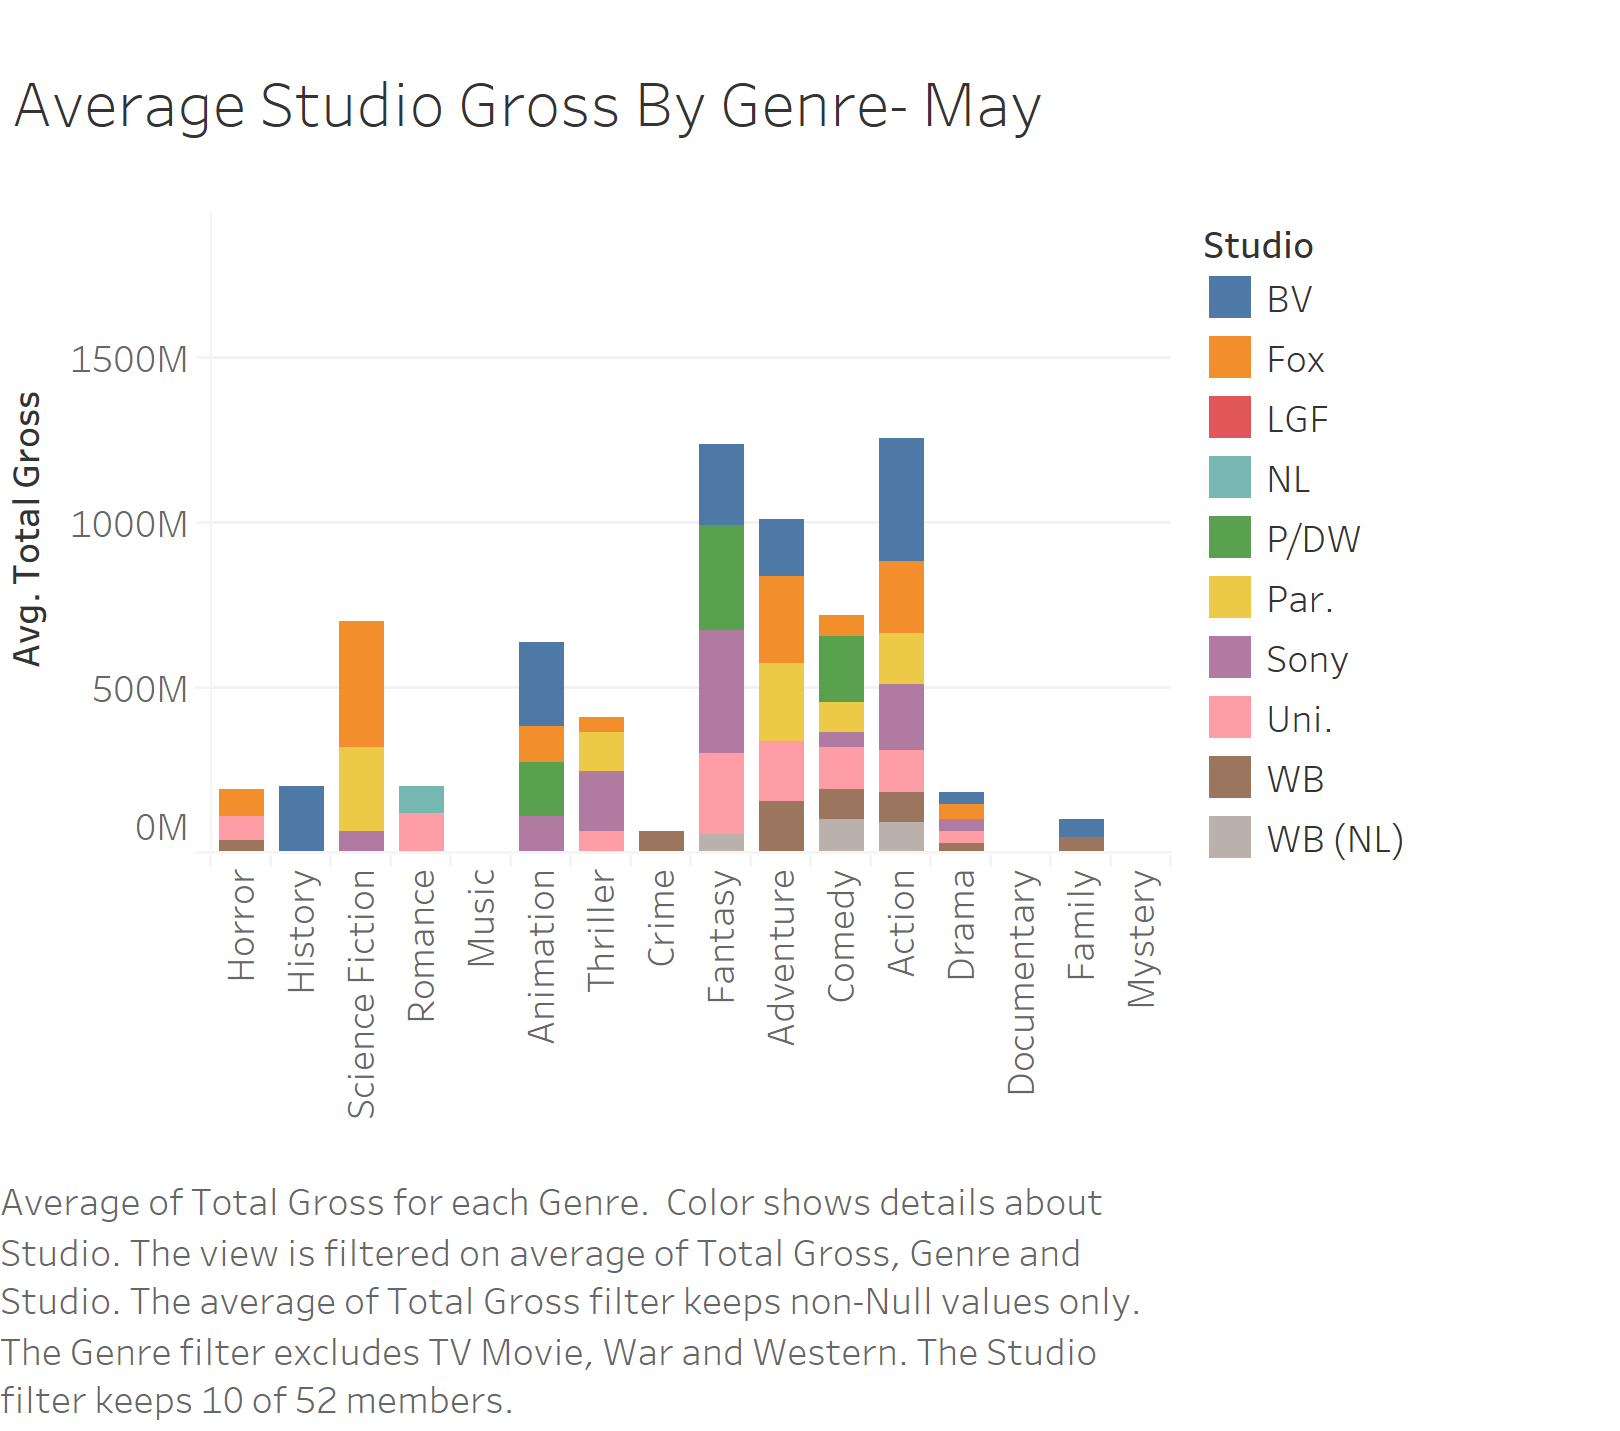 Average Studio Gross By Genre- May
Studio
BV
Fox
LGF
NL
P/DW
Par.
Sony
Uni.
WB
WB (NL)
Avg. Total Gross
1500M
1000M
500M
0M
Horror
History
Science Fiction
Romance
Music
Animation
Thriller
Crime
Fantasy
Adventure
Comedy
Action
Drama
Documentary
Family
Mystery
Average of Total Gross for each Genre.  Color shows details about
Studio. The view is filtered on average of Total Gross, Genre and
Studio. The average of Total Gross filter keeps non-Null values only.
The Genre filter excludes TV Movie, War and Western. The Studio
filter keeps 10 of 52 members.